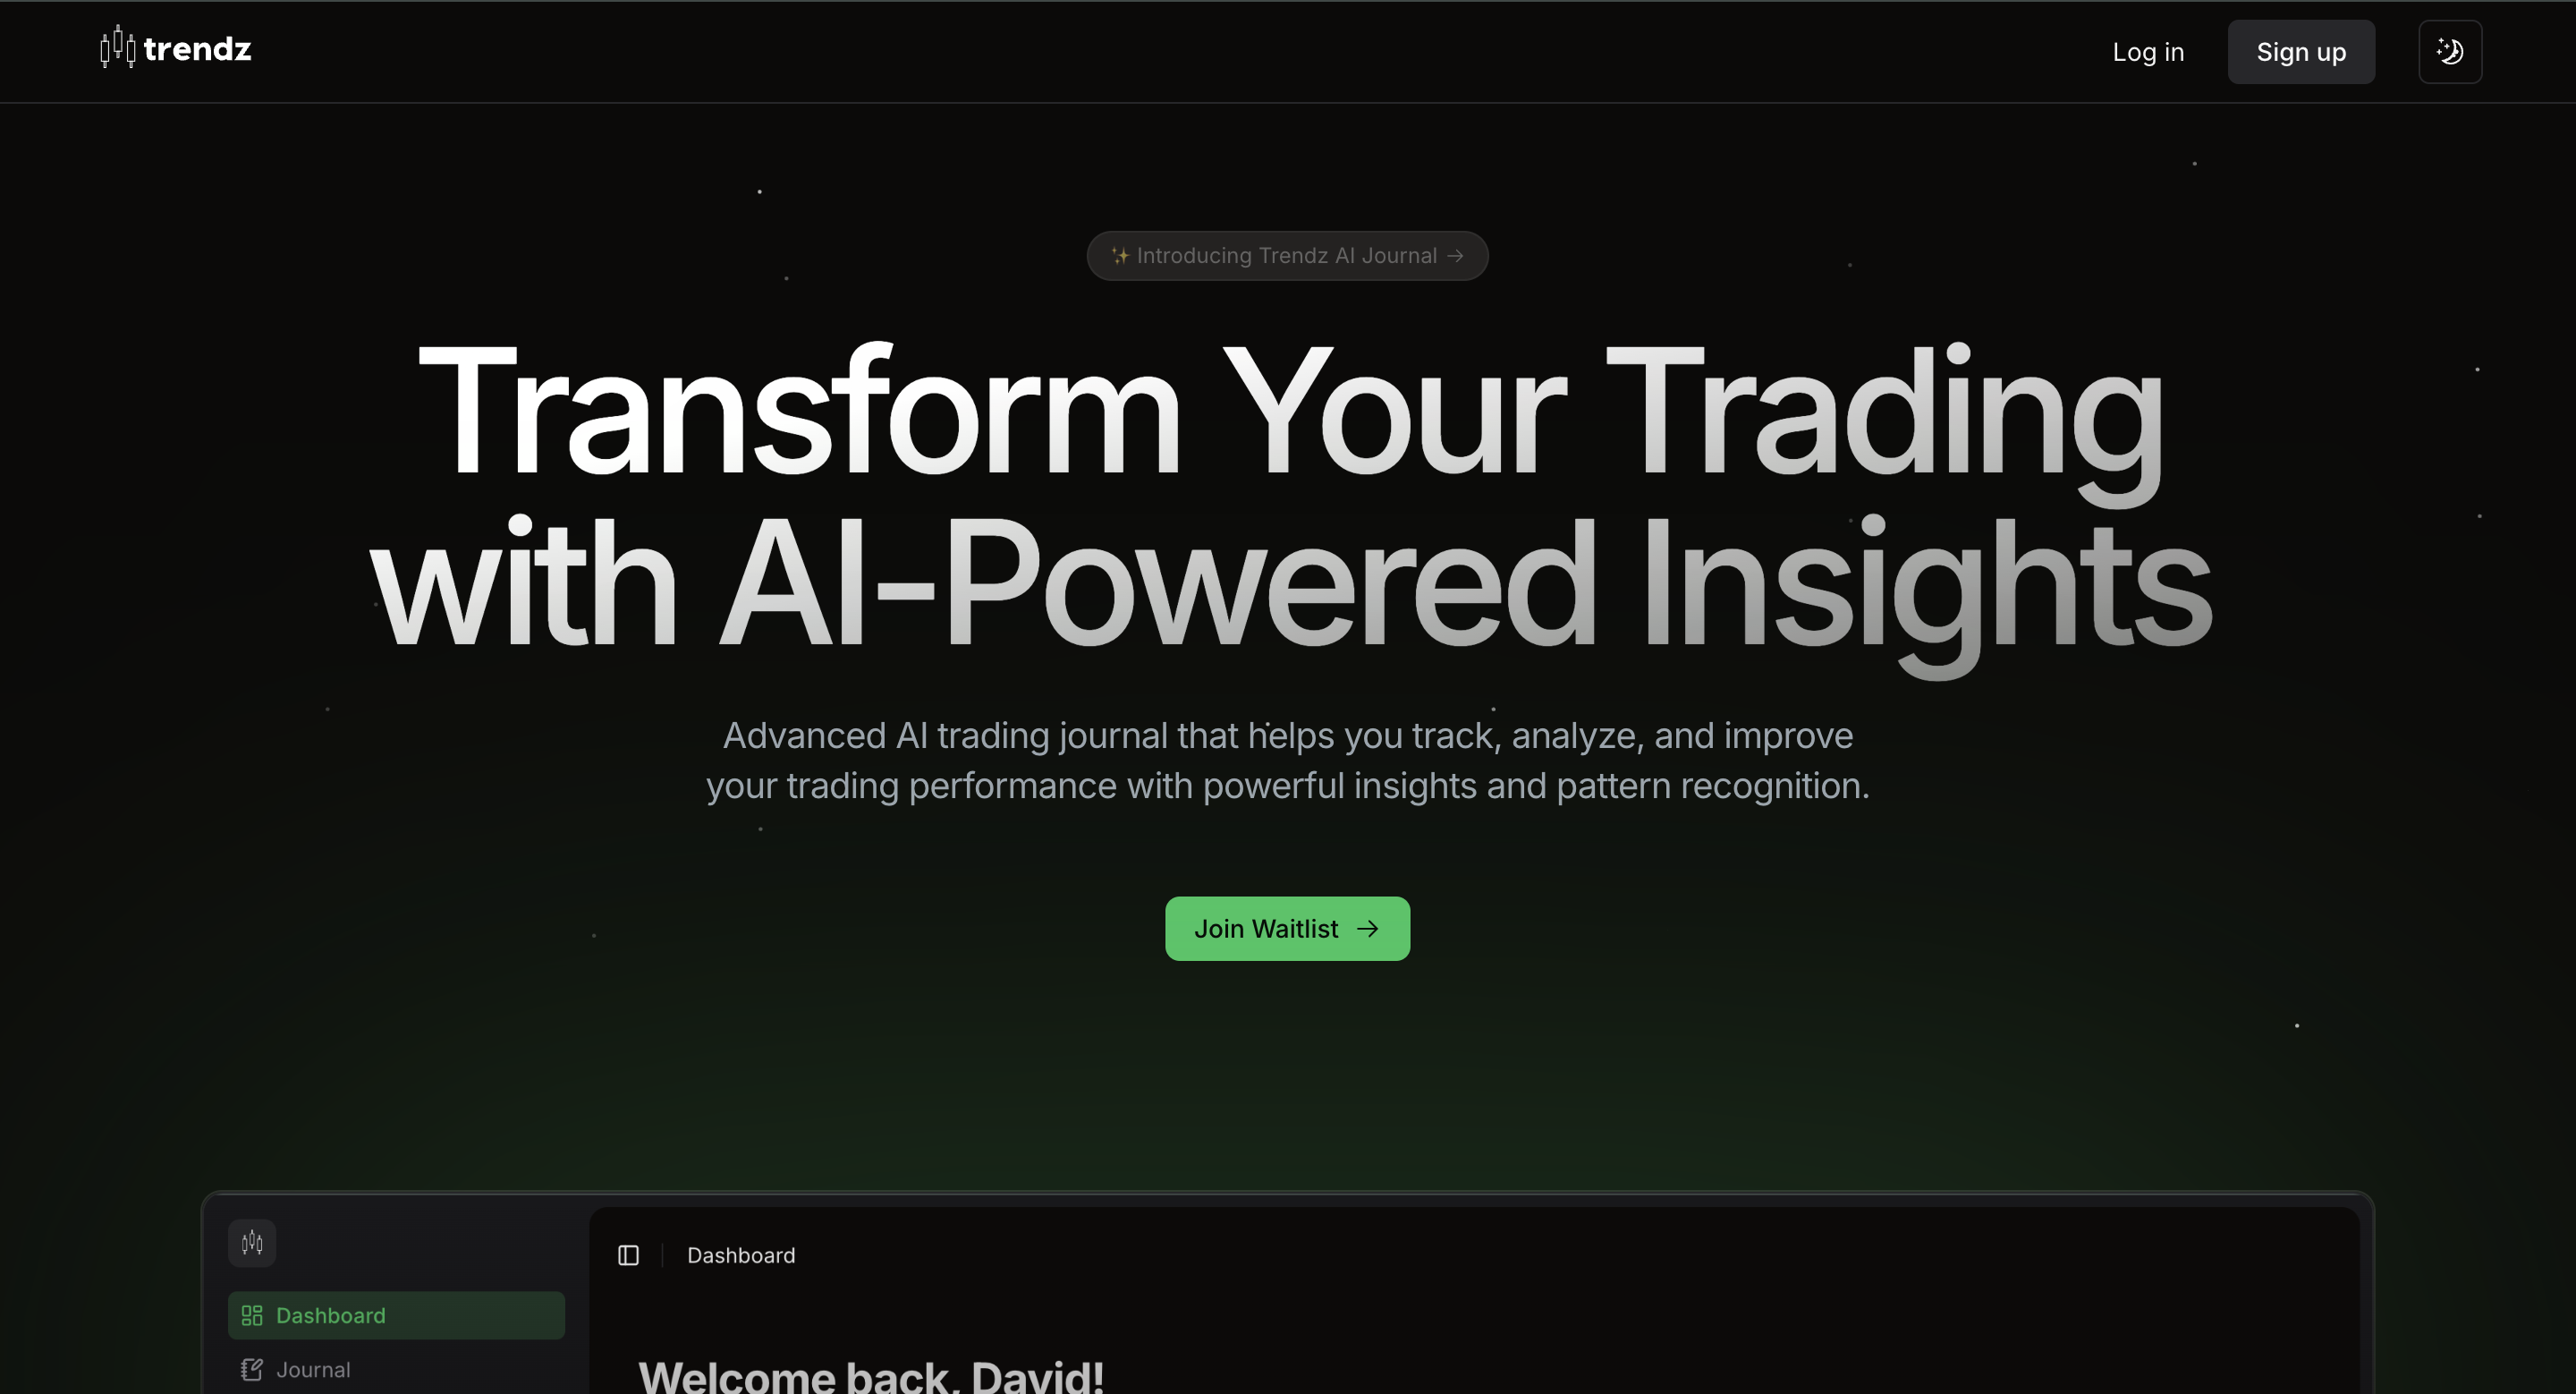 trendz
Log in
Sign up
✨ Introducing Trendz AI Journal →
Transform Your Trading
with AI-Powered Insights
Advanced AI trading journal that helps you track, analyze, and improve
your trading performance with powerful insights and pattern recognition.
Join Waitlist →
Dashboard
Dashboard
Journal
Welcome back, David!